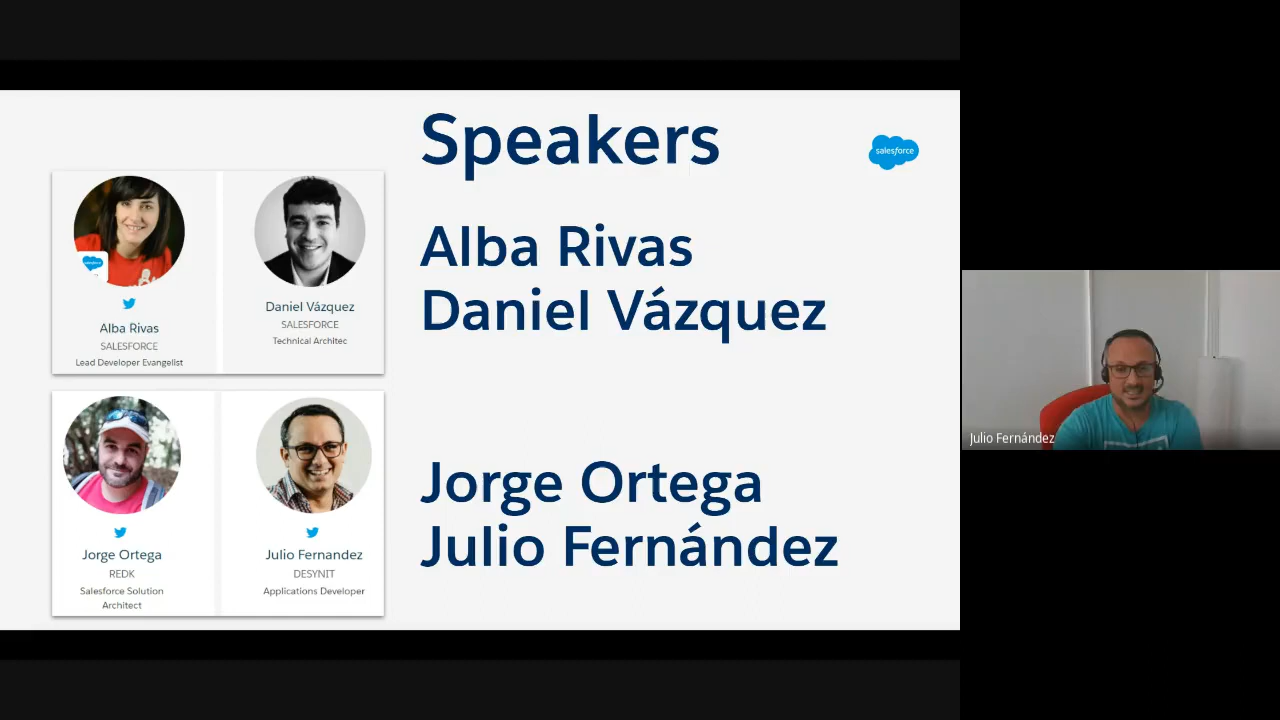 Speakers
salesforce
Alba Rivas
Daniel Vázquez
Jorge Ortega
Julio Fernández
salesforce
Alba Rivas
SALESFORCE
Lead Developer Evangelist
Daniel Vázquez
SALESFORCE
Technical Architec
Jorge Ortega
REDK
Salesforce Solution
Architect
Julio Fernandez
DESYNIT
Applications Developer
Julio Fernández